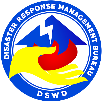 DISASTER RESPONSE MANAGEMENT BUREAU
DSWD